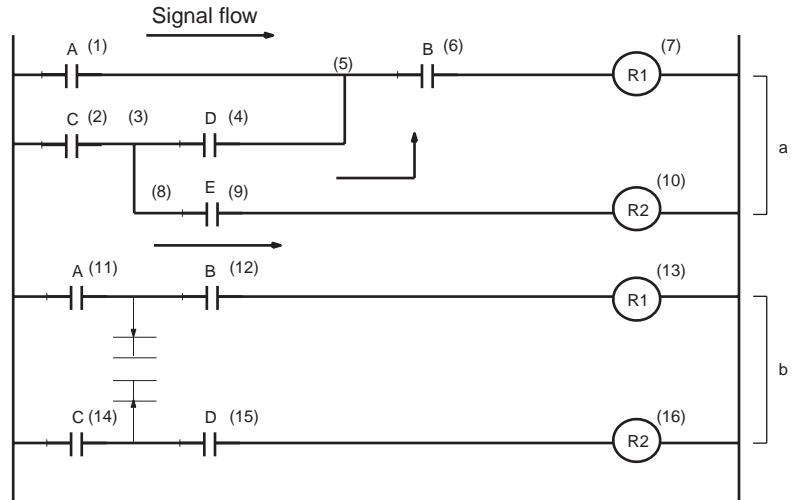 Signal flow
A (1)
(5)
B (6)
(7)
R1
C (2)
(3)
D (4)
a
(8)
E (9)
(10)
R2
A (11)
B (12)
(13)
R1
b
C (14)
D (15)
(16)
R2